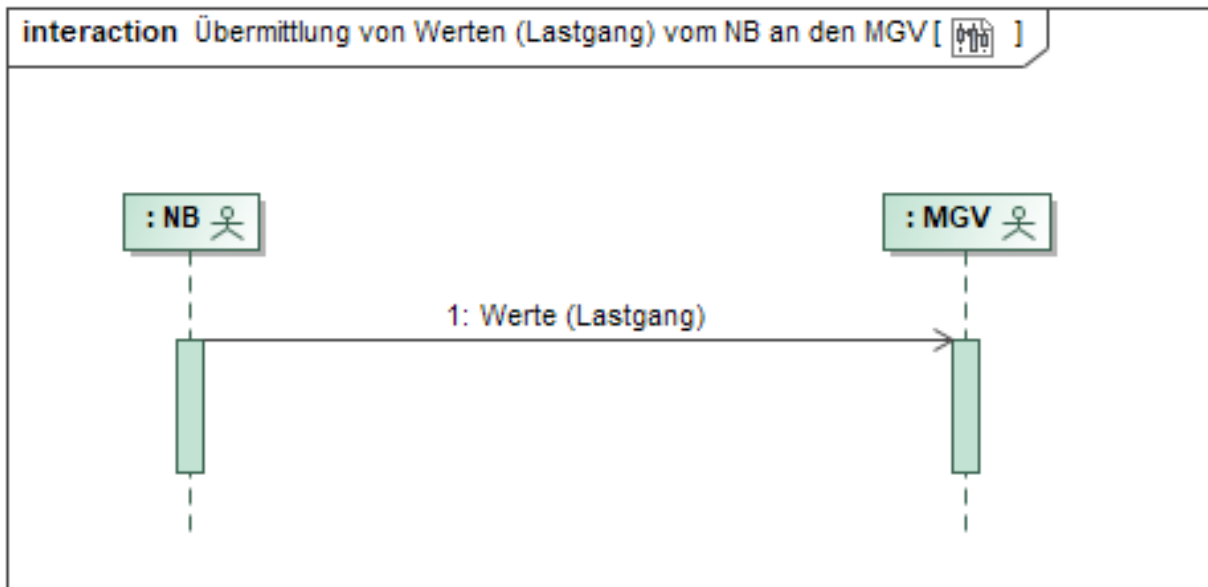 interaction Übermittlung von Werten (Lastgang) vom NB an den MGV [ ]
: NB
: MGV
1: Werte (Lastgang)